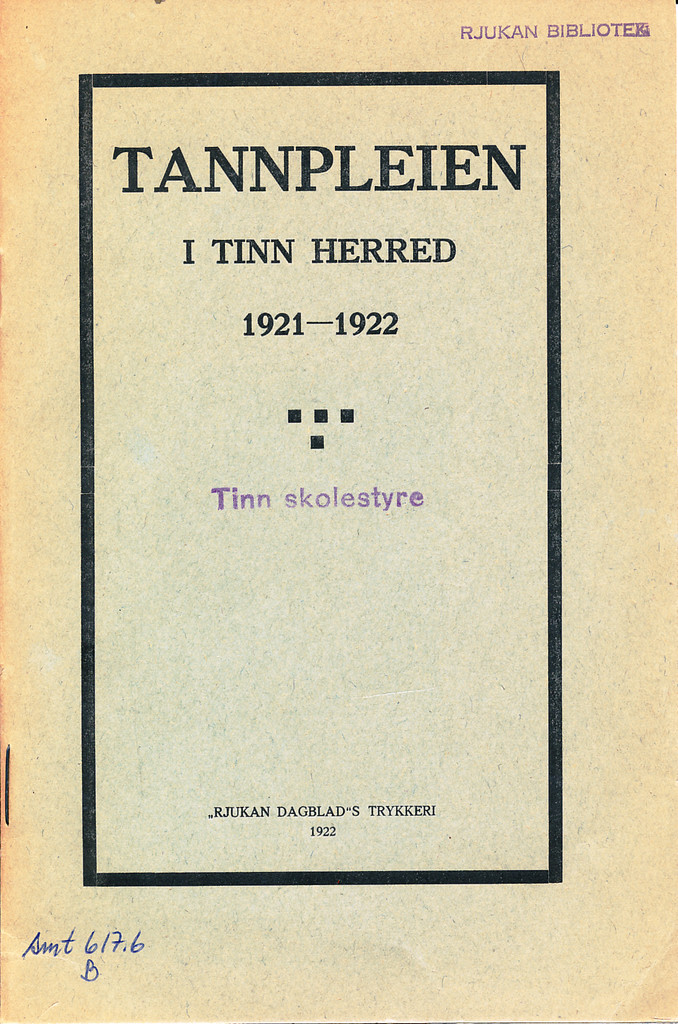 RJUKAN BIBLIOTEK
TANNPLEIEN
I TINN HERRED
1921—1922
Tinn skolestyre
„RJUKAN DAGBLAD"S TRYKKERI
1922
Amt 617.6
B